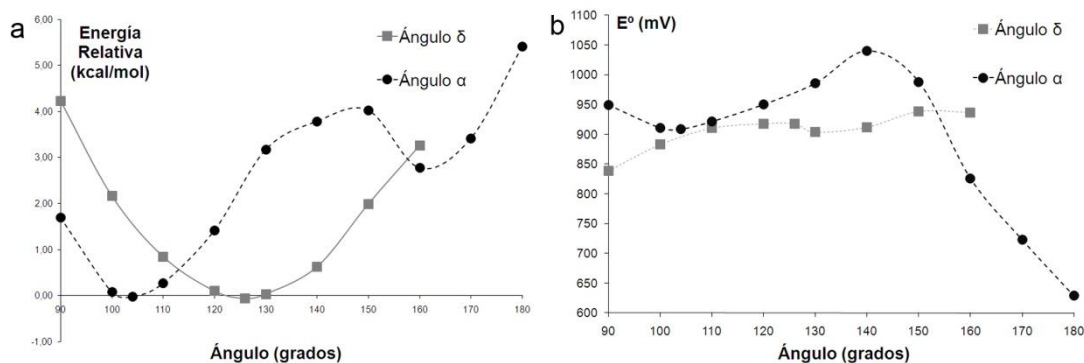 a
6,00
5,00
4,00
3,00
2,00
1,00
0,00
-1,00
Energía
Relativa
(kcal/mol)
Ángulo δ
Ángulo α
90 100 110 120 130 140 150 160 170 180
Ángulo (grados)
b
1100
1050
1000
950
900
850
800
750
700
650
600
Eº (mV)
Ángulo δ
Ángulo α
90 100 110 120 130 140 150 160 170 180
Ángulo (grados)